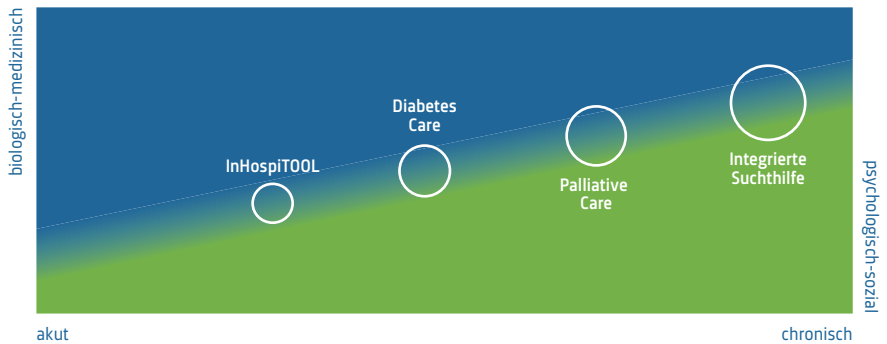 biologisch-medizinisch
Diabetes
Care
InHospiTOOL
Integrierte
Suchthilfe
Palliative
Care
psychologisch-sozial
akut
chronisch